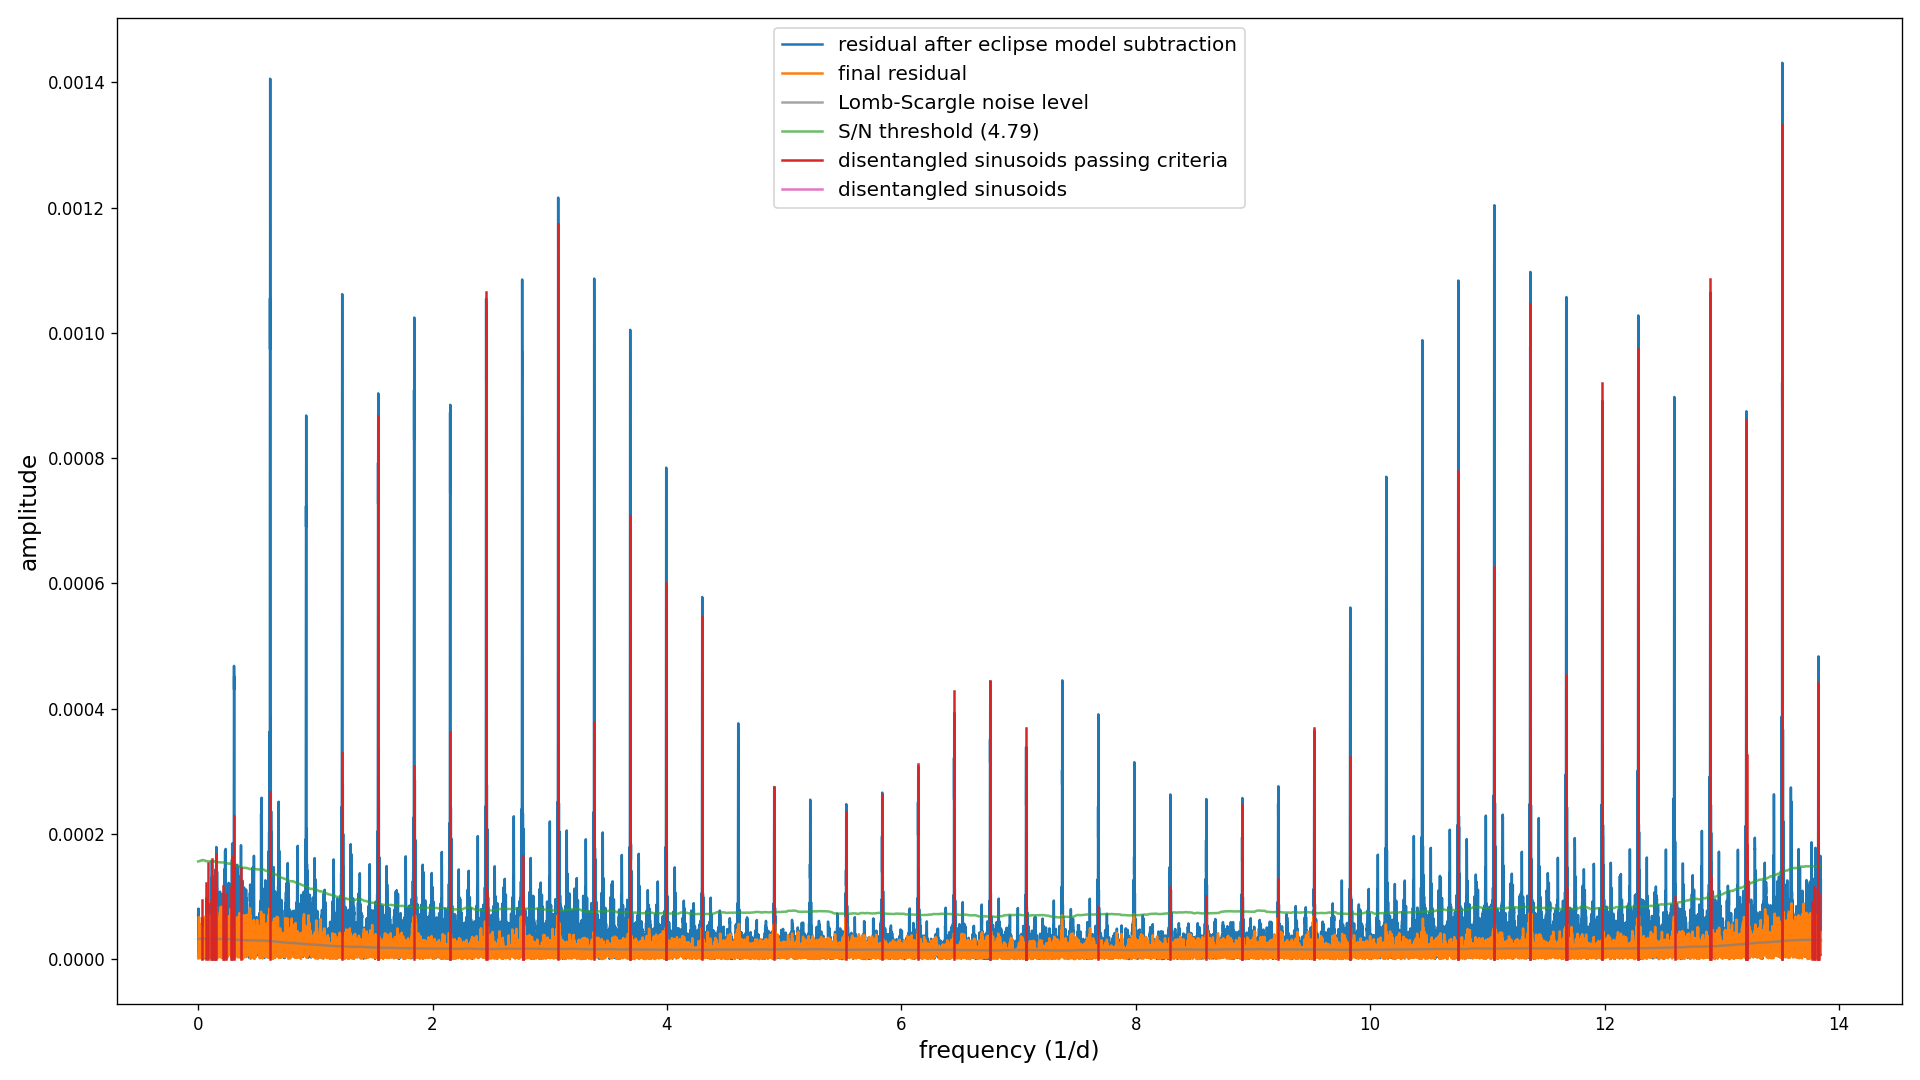 residual after eclipse model subtraction
final residual
Lomb-Scargle noise level
S/N threshold (4.79)
disentangled sinusoids passing criteria
disentangled sinusoids
0.0014
0.0012
0.0010
0.0008
0.0006
0.0004
0.0002
0.0000
amplitude
0 2 4 6 8 10 12 14
frequency (1/d)